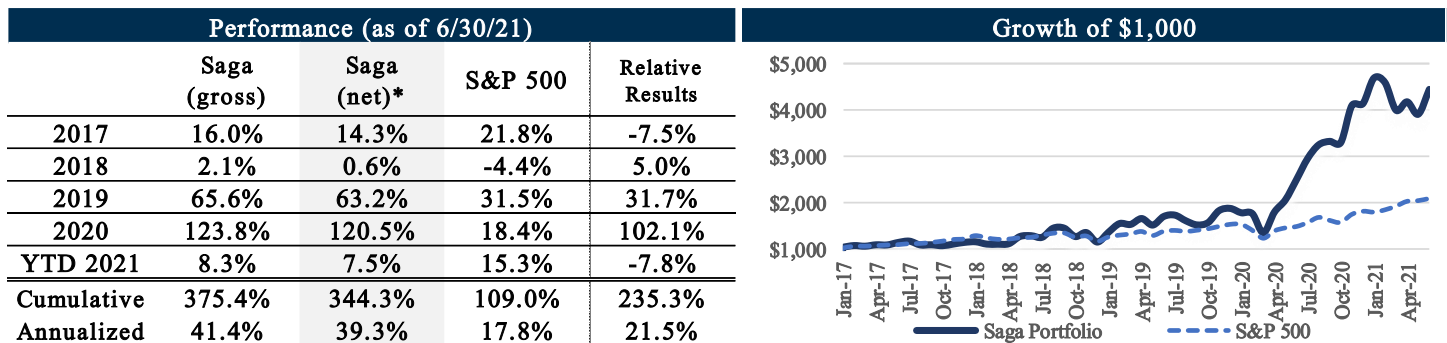 Performance (as of 6/30/21)
Saga (gross) Saga (net)* S&P 500 Relative Results
2017 16.0% 14.3% 21.8% -7.5%
2018 2.1% 0.6% -4.4% 5.0%
2019 65.6% 63.2% 31.5% 31.7%
2020 123.8% 120.5% 18.4% 102.1%
YTD 2021 8.3% 7.5% 15.3% -7.8%
Cumulative 375.4% 344.3% 109.0% 235.3%
Annualized 41.4% 39.3% 17.8% 21.5%
Growth of $1,000
$5,000
$4,000
$3,000
$2,000
$1,000
Jan-17 Apr-17 Jul-17 Oct-17 Jan-18 Apr-18 Jul-18 Oct-18 Jan-19 Apr-19 Jul-19 Oct-19 Jan-20 Apr-20 Jul-20 Oct-20 Jan-21 Apr-21
Saga Portfolio S&P 500